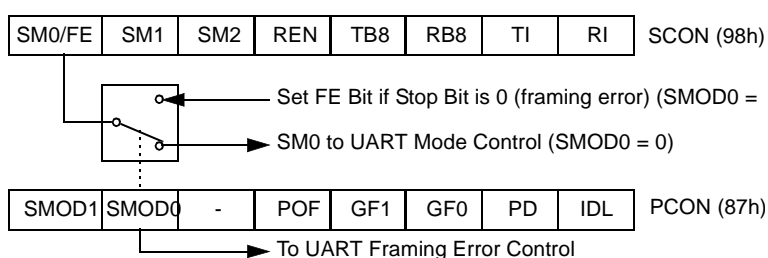 SM0/FE SM1 SM2 REN TB8 RB8 TI RI SCON (98h)
Set FE Bit if Stop Bit is 0 (framing error) (SMOD0 =
SM0 to UART Mode Control (SMOD0 = 0)
SMOD1 SMOD0 - POF GF1 GF0 PD IDL PCON (87h)
To UART Framing Error Control